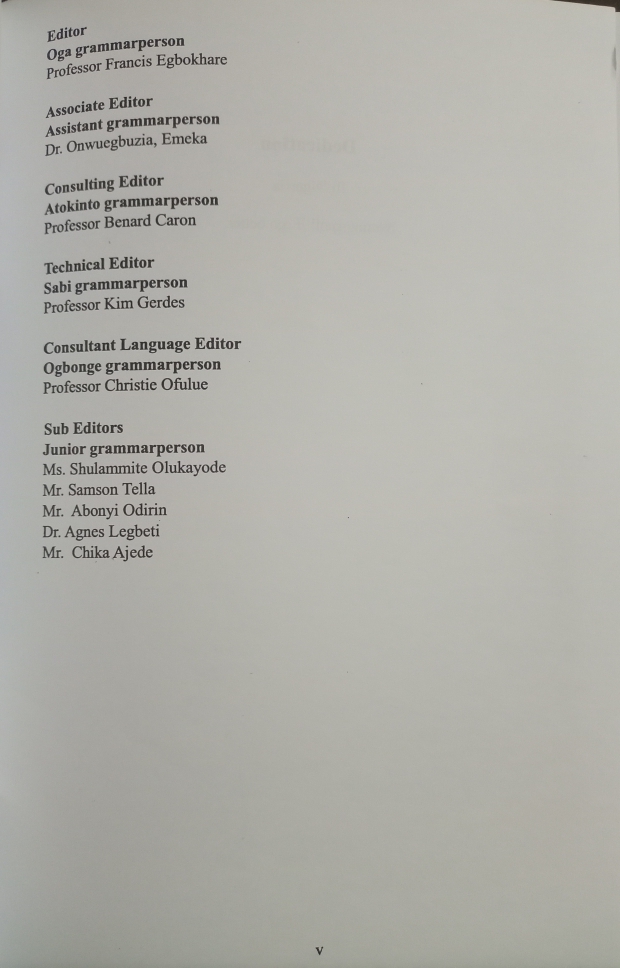 Editor
Oga grammarperson
Professor Francis Egbokhare
Associate Editor
Assistant grammarperson
Dr. Onwuegbuzia, Emeka
Consulting Editor
Atokinto grammarperson
Professor Benard Caron
Technical Editor
Sabi grammarperson
Professor Kim Gerdes
Consultant Language Editor
Ogbonge grammarperson
Professor Christie Ofulue
Sub Editors
Junior grammarperson
Ms. Shulammite Olukayode
Mr. Samson Tella
Mr. Abonyi Odirin
Dr. Agnes Legbeti
Mr. Chika Ajede
v